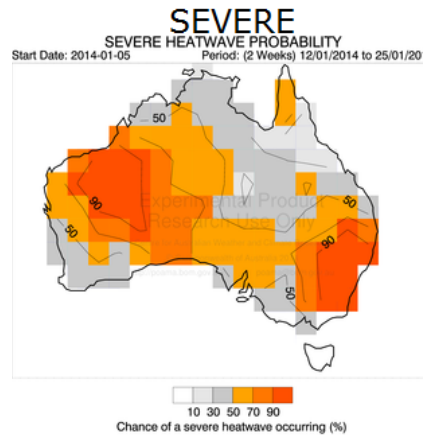 SEVERE
SEVERE HEATWAVE PROBABILITY
Start Date: 2014-01-05 Period: (2 Weeks) 12/01/2014 to 25/01/201
50
90
50
50
90
50
Experimental Product
Research Use Only
10 30 50 70 90
Chance of a severe heatwave occurring (%)